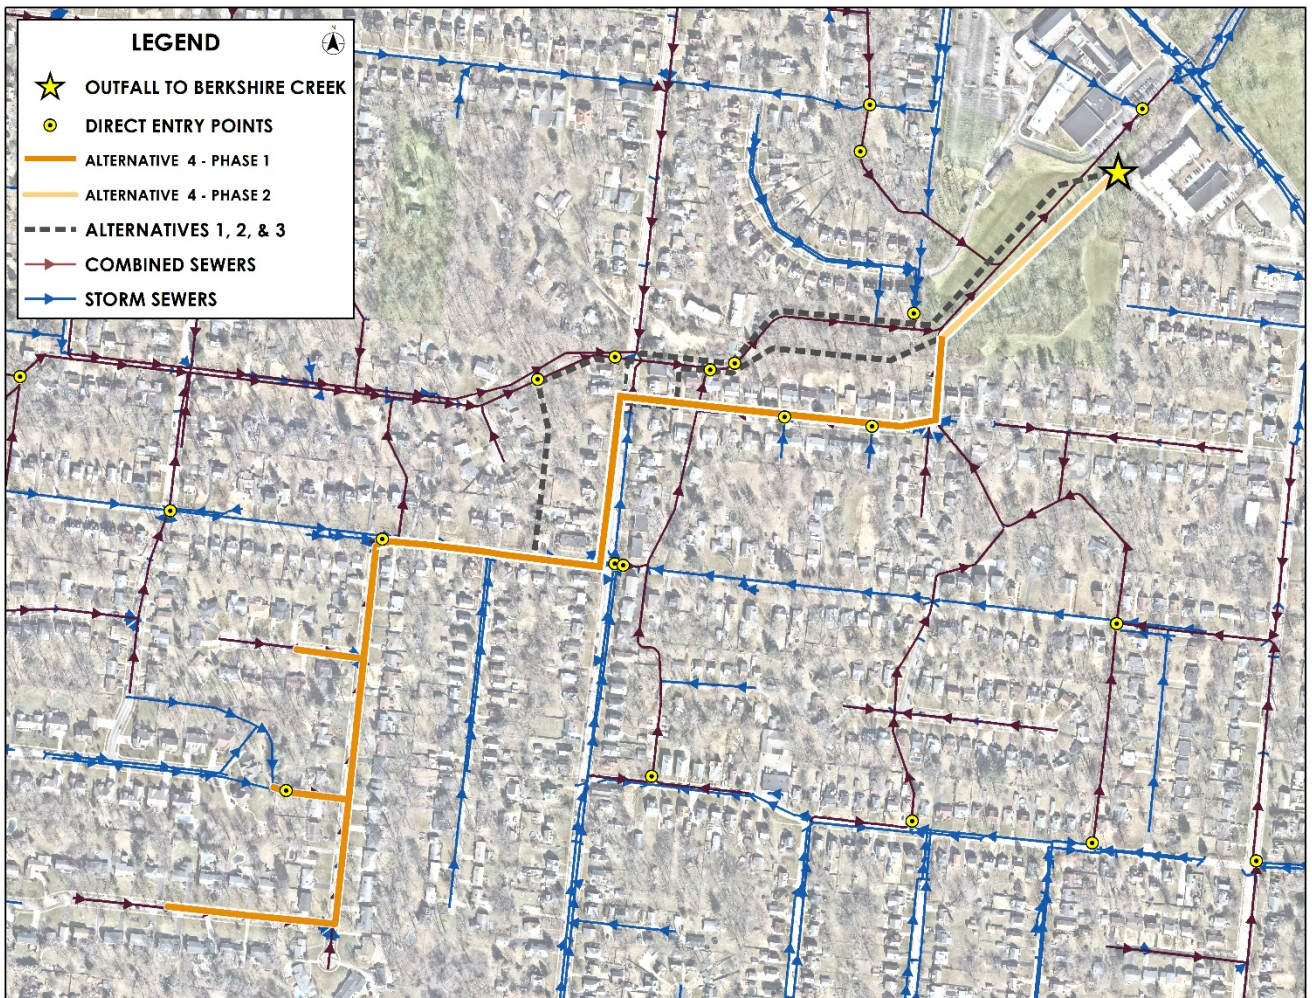 LEGEND
OUTFALL TO BERKSHIRE CREEK
DIRECT ENTRY POINTS
ALTERNATIVE 4 - PHASE 1
ALTERNATIVE 4 - PHASE 2
ALTERNATIVES 1, 2, & 3
COMBINED SEWERS
STORM SEWERS